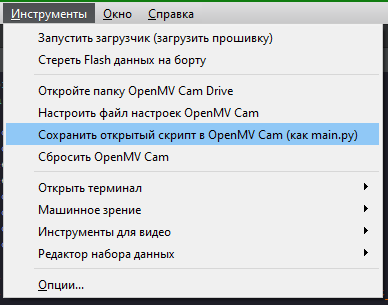 Инструменты Окно Справка
Запустить загрузчик (загрузить прошивку)
Стереть Flash данных на борту
Откройте папку OpenMV Cam Drive
Настроить файл настроек OpenMV Cam
Сохранить открытый скрипт в OpenMV Cam (как main.py)
Сбросить OpenMV Cam
Открыть терминал
Машинное зрение
Инструменты для видео
Редактор набора данных
Опции...